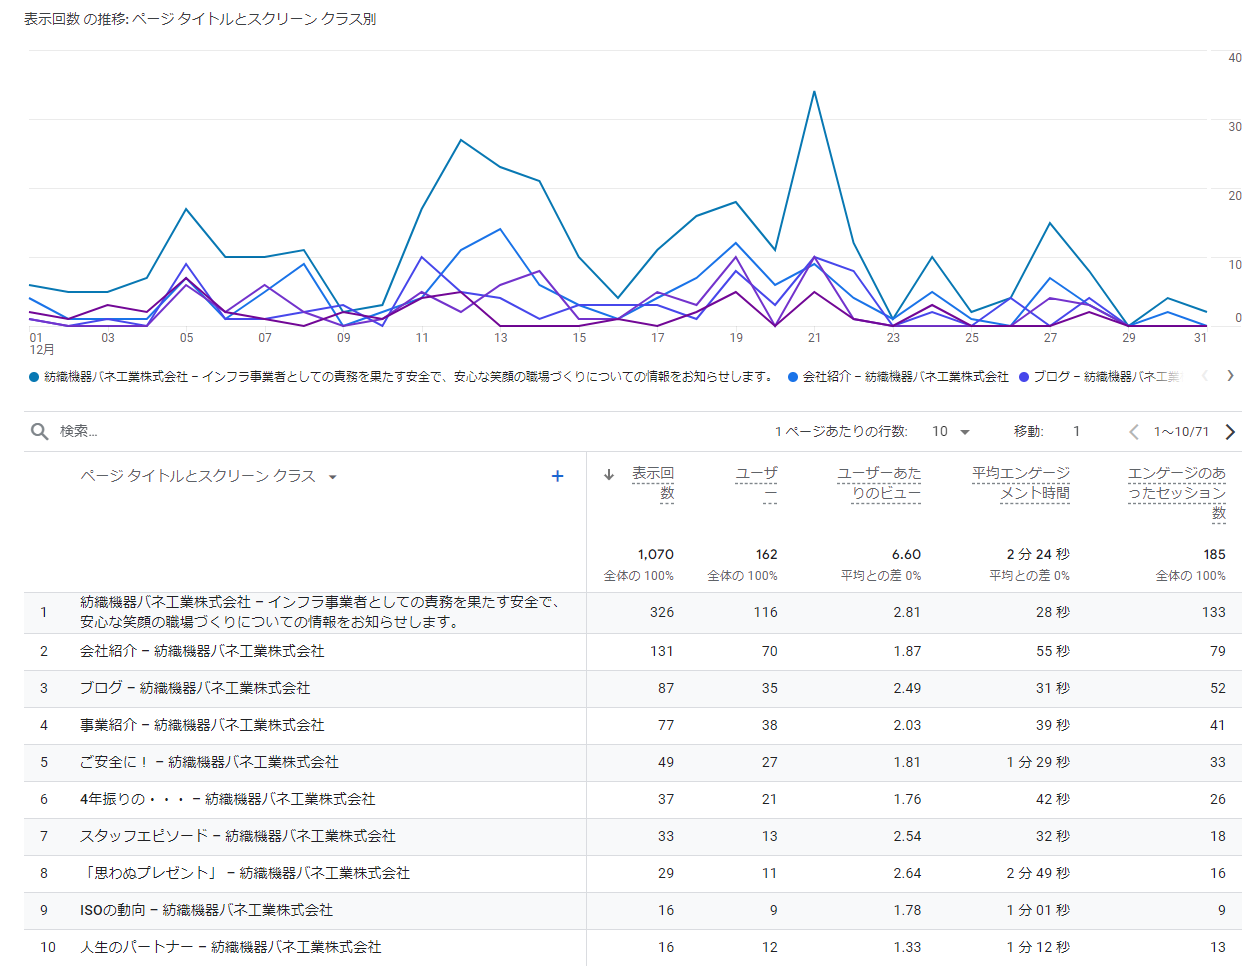 表示回数 の推移: ページ タイトルとスクリーン クラス別
40
30
20
10
0
01 03 05 07 09 11 13 15 17 19 21 23 25 27 29 31
12月
紡織機器バネ工業株式会社 – インフラ事業者としての責務を果たす安全で、安心な笑顔の職場づくりについての情報をお知らせします。 会社紹介 – 紡織機器バネ工業株式会社 ブログ – 紡織機器バネ工業
検索... 1 ページあたりの行数: 10 移動: 1 1～10/71
ページ タイトルとスクリーン クラス + ↓ 表示回 ユーザ ユーザーあた 平均エンゲージ エンゲージのあ
数 ー りのビュー メント時間 ったセッション
数
1,070 162 6.60 2 分 24 秒 185
全体の 100% 全体の 100% 平均との差 0% 平均との差 0% 全体の 100%
1 紡織機器バネ工業株式会社 – インフラ事業者としての責務を果たす安全で、 326 116 2.81 28 秒 133
安心な笑顔の職場づくりについての情報をお知らせします。
2 会社紹介 – 紡織機器バネ工業株式会社 131 70 1.87 55 秒 79
3 ブログ – 紡織機器バネ工業株式会社 87 35 2.49 31 秒 52
4 事業紹介 – 紡織機器バネ工業株式会社 77 38 2.03 39 秒 41
5 ご安全に！ – 紡織機器バネ工業株式会社 49 27 1.81 1 分 29 秒 33
6 4年振りの・・・ – 紡織機器バネ工業株式会社 37 21 1.76 42 秒 26
7 スタッフエピソード – 紡織機器バネ工業株式会社 33 13 2.54 32 秒 18
8 「思わぬプレゼント」 – 紡織機器バネ工業株式会社 29 11 2.64 2 分 49 秒 16
9 ISOの動向 – 紡織機器バネ工業株式会社 16 9 1.78 1 分 01 秒 9
10 人生のパートナー – 紡織機器バネ工業株式会社 16 12 1.33 1 分 12 秒 13